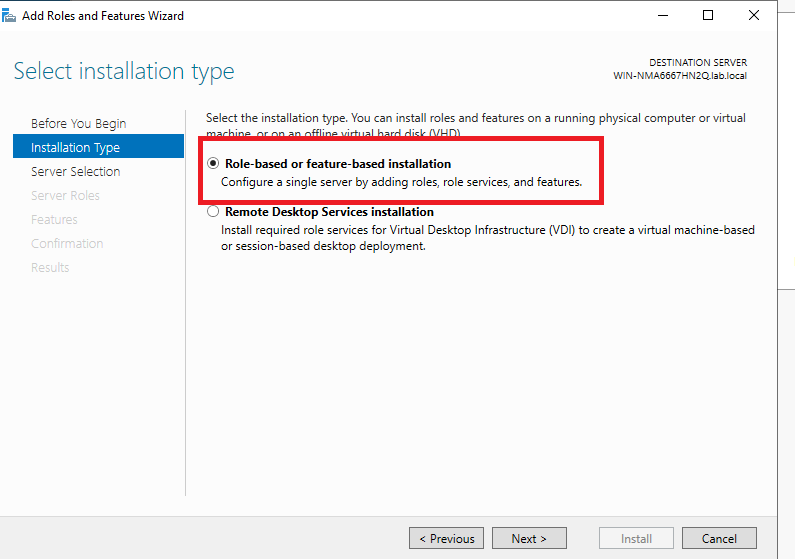 Add Roles and Features Wizard
Select installation type
DESTINATION SERVER
WIN-NMA6667HN2Q.lab.local
Before You Begin
Installation Type
Server Selection
Server Roles
Features
Confirmation
Results
Select the installation type. You can install roles and features on a running physical computer or virtual
machine, or on an offline virtual hard disk (VHD).
Role-based or feature-based installation
Configure a single server by adding roles, role services, and features.
Remote Desktop Services installation
Install required role services for Virtual Desktop Infrastructure (VDI) to create a virtual machine-based
or session-based desktop deployment.
< Previous
Next >
Install
Cancel